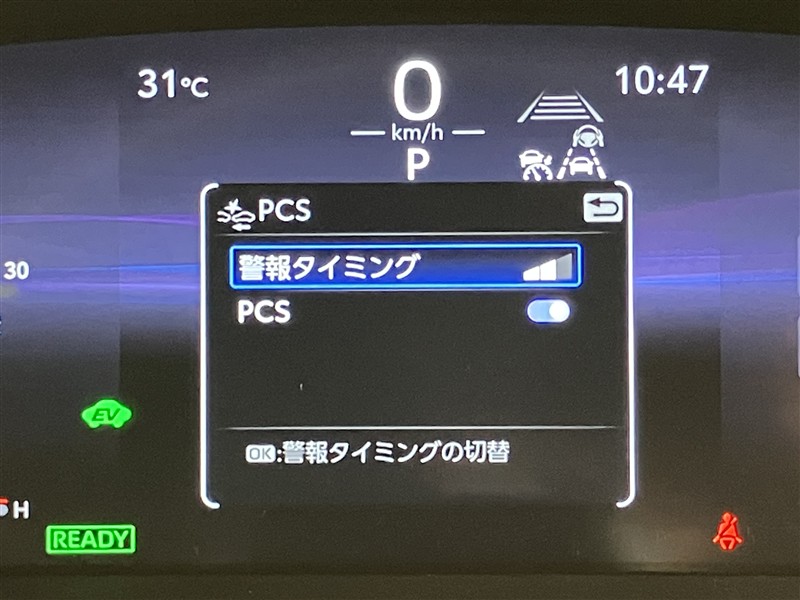 31℃
0
km/h
10:47
P
PCS
警報タイミング
30
PCS
EV
OK:警報タイミングの切替
H
READY